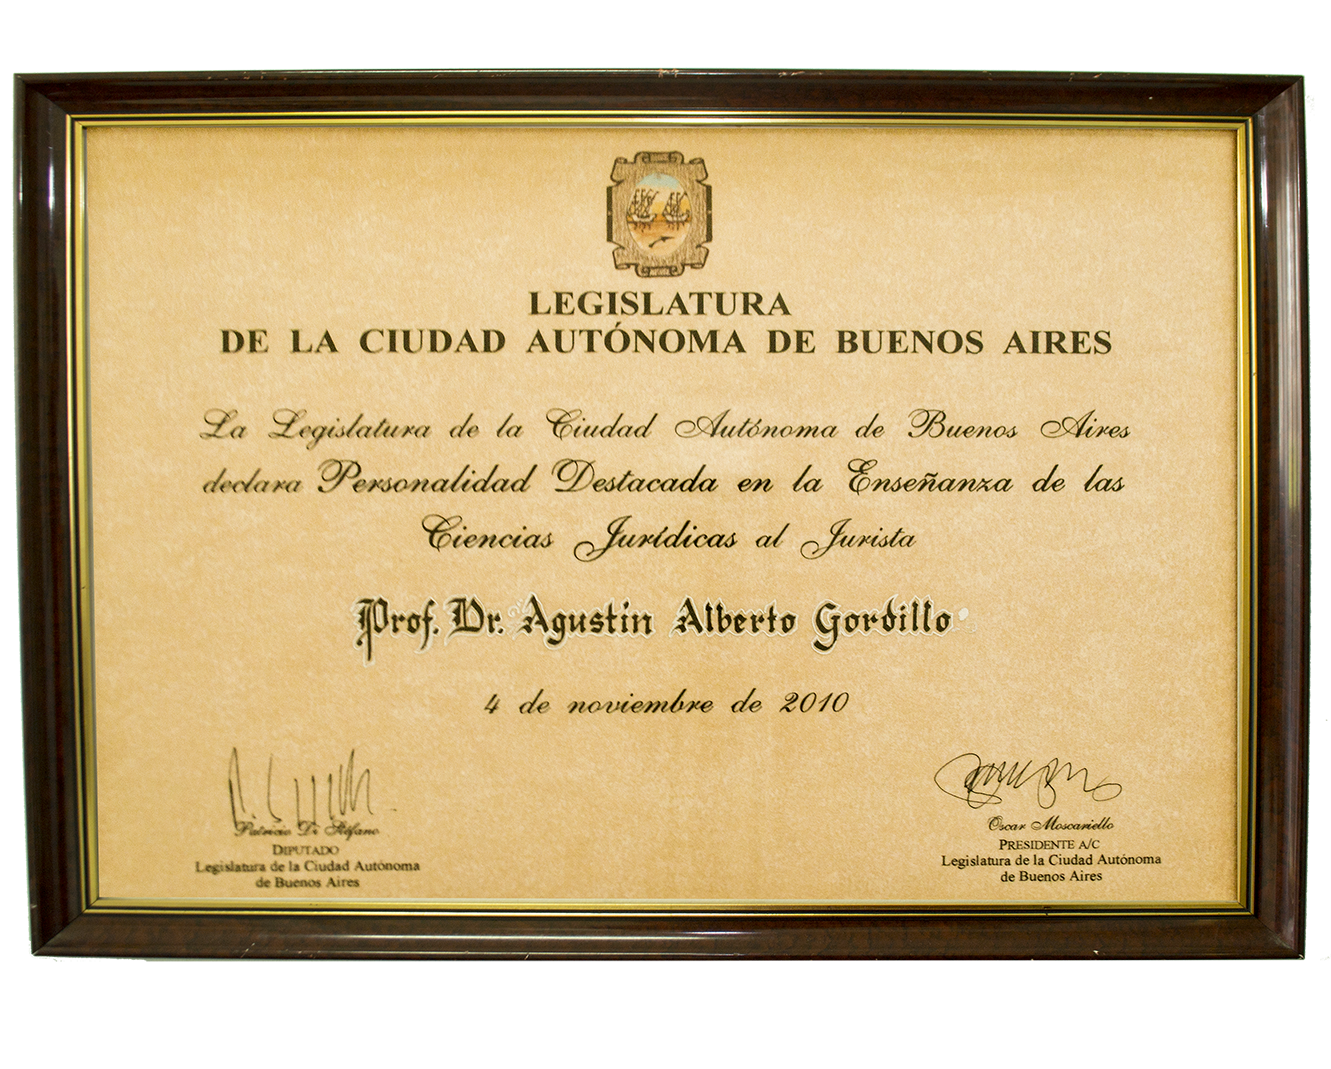 LEGISLATURA
DE LA CIUDAD AUTÓNOMA DE BUENOS AIRES
La Legislatura de la Ciudad Autónoma de Buenos Aires
declara Personalidad Destacada en la Enseñanza de las
Ciencias Jurídicas al Jurista
Prof. Dr. Agustín Alberto Gordillo
4 de noviembre de 2010
Patricio Di Stéfano
DIPUTADO
Legislatura de la Ciudad Autónoma
de Buenos Aires
Oscar Moscariello
PRESIDENTE A/C
Legislatura de la Ciudad Autónoma
de Buenos Aires